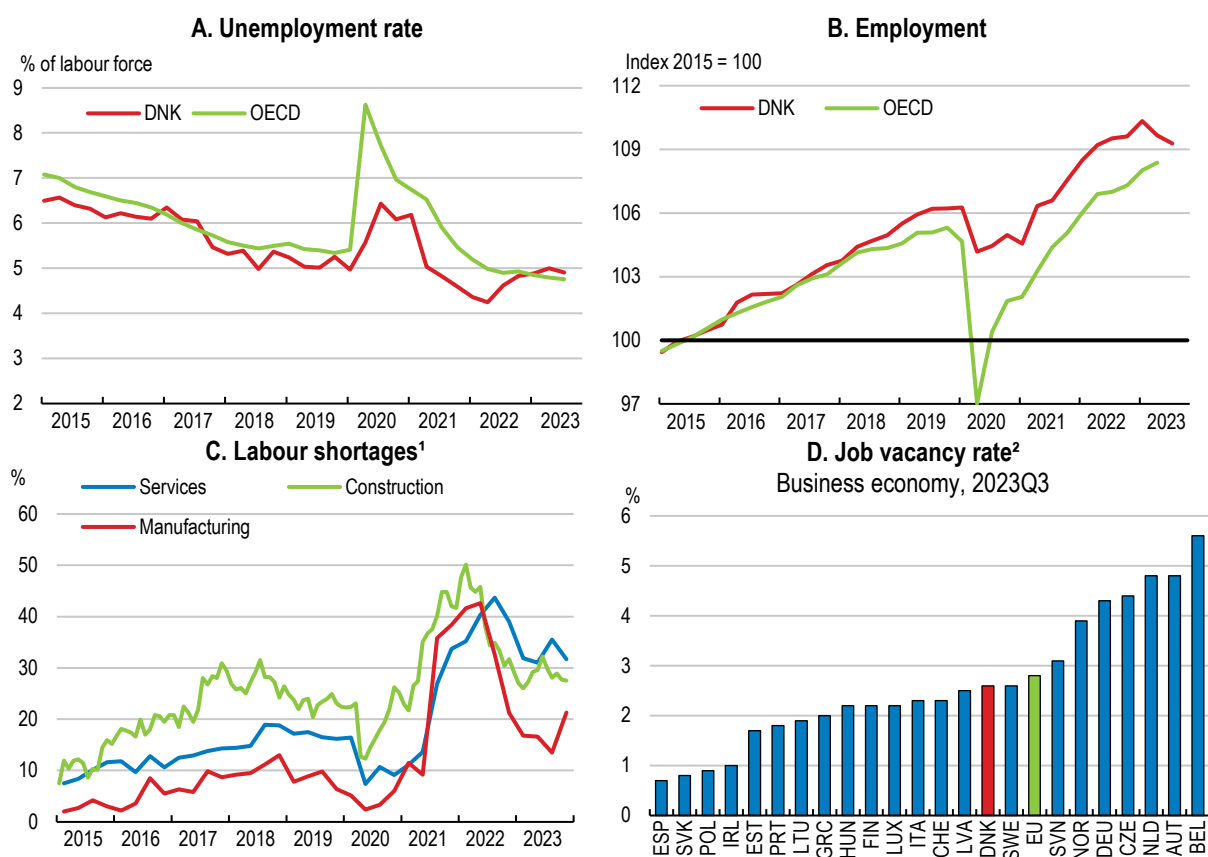 A. Unemployment rate
% of labour force
DNK
OECD
9
8
7
6
5
4
3
2
2015 2016 2017 2018 2019 2020 2021 2022 2023
B. Employment
Index 2015 = 100
DNK
OECD
112
109
106
103
100
97
2015 2016 2017 2018 2019 2020 2021 2022 2023
C. Labour shortages¹
%
Services
Construction
Manufacturing
60
50
40
30
20
10
0
2015 2016 2017 2018 2019 2020 2021 2022 2023
D. Job vacancy rate²
Business economy, 2023Q3
%
6
5
4
3
2
1
0
ESP SVK POL IRL EST PRT LTU GRC HUN FIN LUX ITA CHE LVA DNK SWE EU SVN NOR DEU CZE NLD AUT BEL